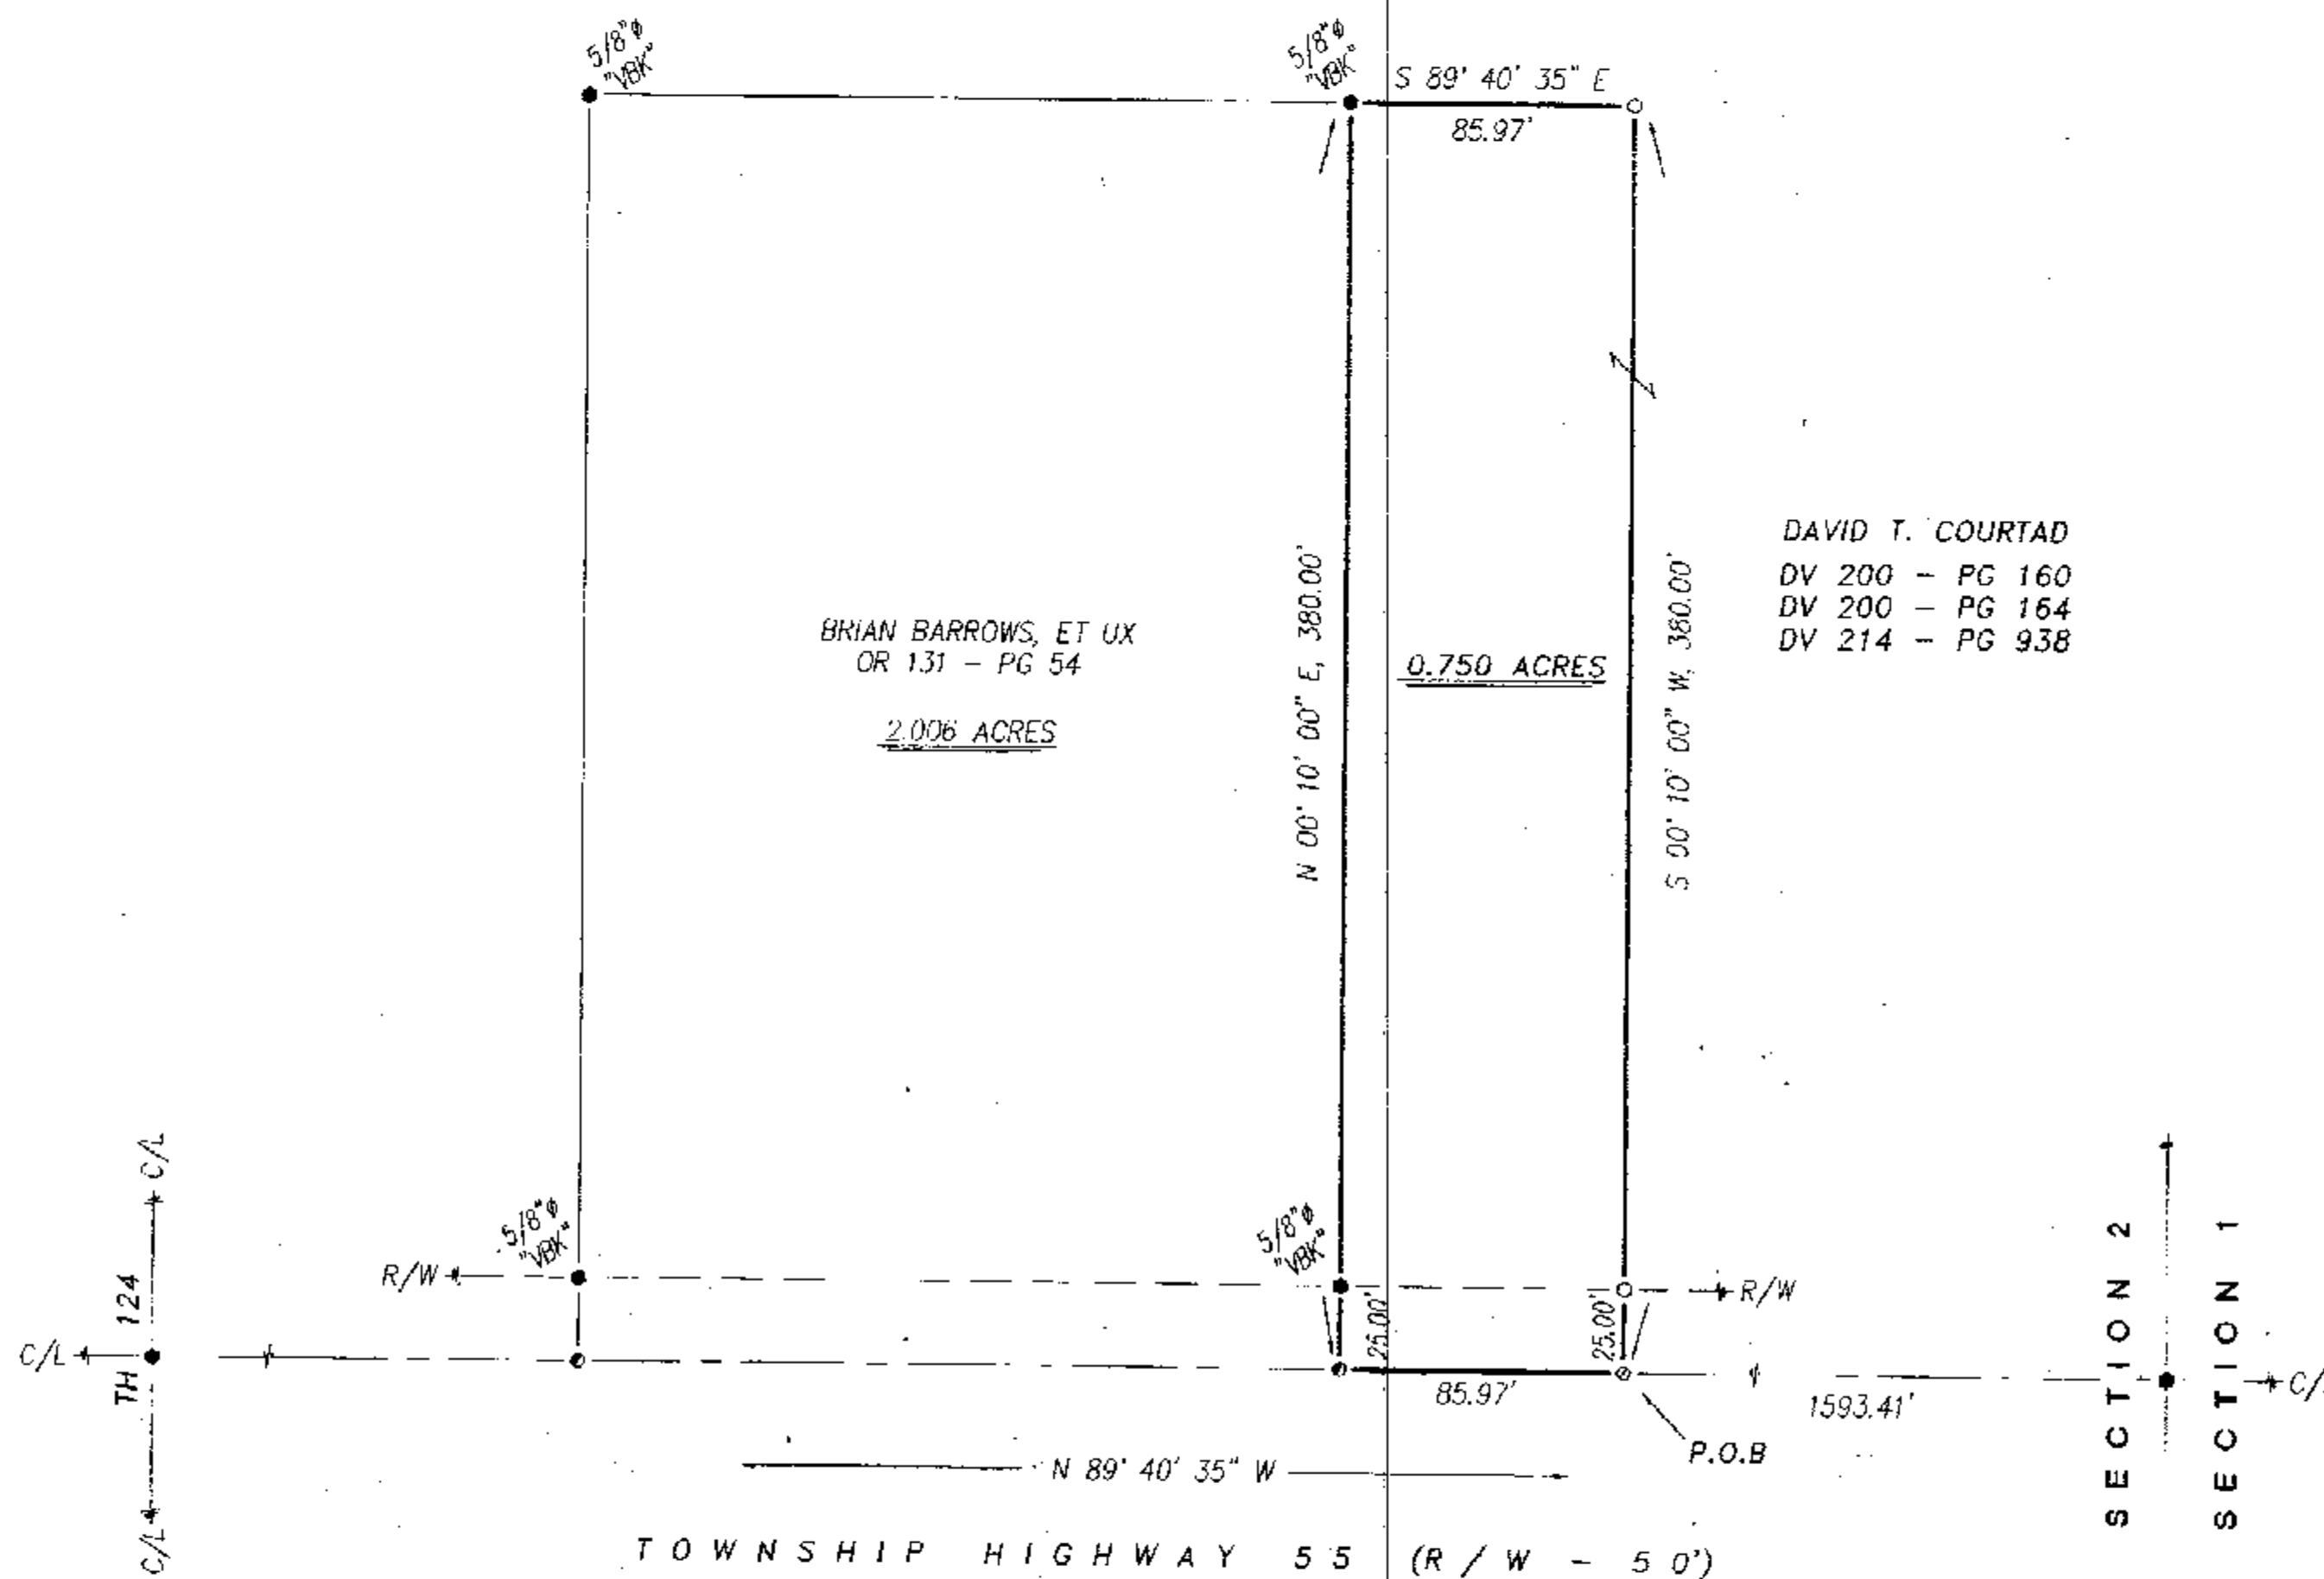 5/8"ϕ
"VBK"
5/8"ϕ
"VBK"
S 89' 40' 35" E
85.97'
DAVID T. COURTAD
DV 200 - PG 160
DV 200 - PG 164
DV 214 - PG 938
BRIAN BARROWS, ET UX
OR 131 - PG 54
2.006 ACRES
N 00' 10' 00" E, 380.00'
0.750 ACRES
S 00' 10' 00" W, 380.00'
C/L
TH 124
C/L
C/L
R/W
5/8"ϕ
"VBK"
5/8"ϕ
"VBK"
25.00'
25.00'
R/W
85.97'
1593.41'
P.O.B
SECTION 2
SECTION 1
C/
N 89' 40' 35" W
TOWNSHIP HIGHWAY 55 (R/W - 50')